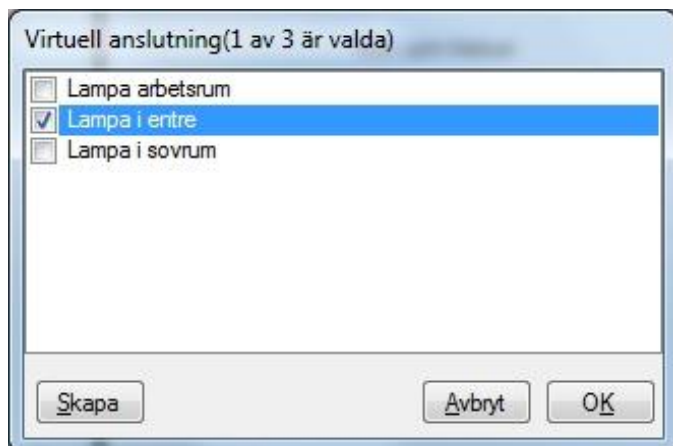 Virtuell anslutning(1 av 3 är valda)
Lampa arbetsrum
Lampa i entre
Lampa i sovrum
Skapa Avbryt OK